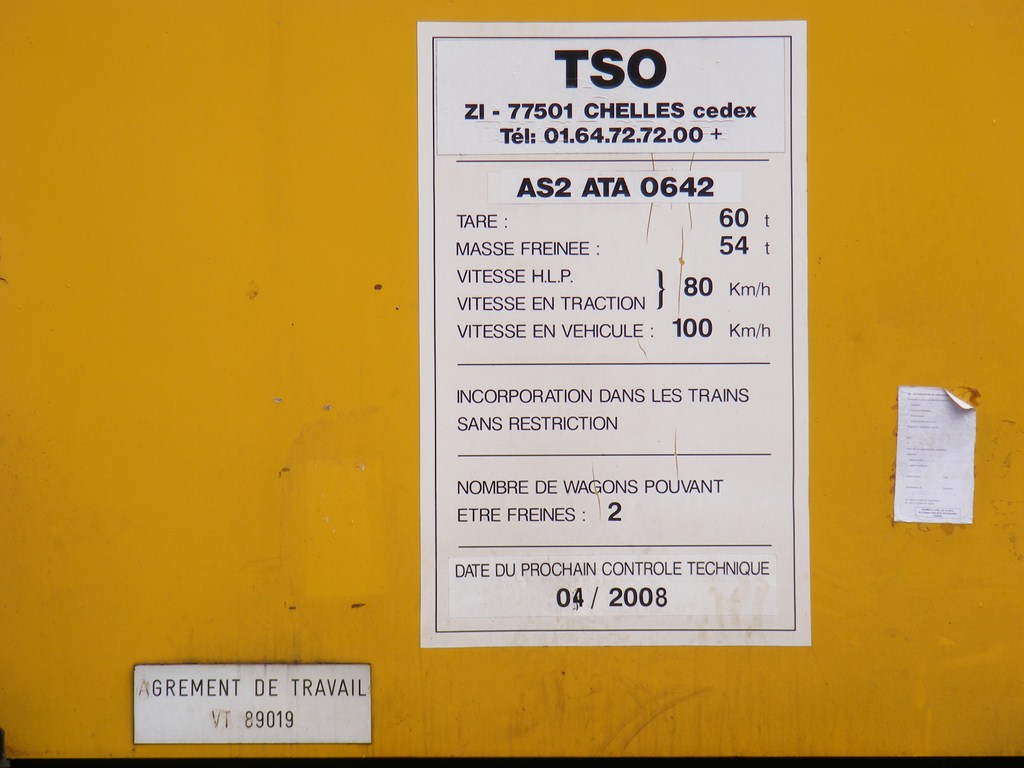 TSO
ZI - 77501 CHELLES cedex
Tél: 01.64.72.72.00 +
AS2 ATA 0642
TARE : 60 t
MASSE FREINEE : 54 t
VITESSE H.L.P.
VITESSE EN TRACTION } 80 Km/h
VITESSE EN VEHICULE : 100 Km/h
INCORPORATION DANS LES TRAINS
SANS RESTRICTION
NOMBRE DE WAGONS POUVANT
ETRE FREINES : 2
DATE DU PROCHAIN CONTROLE TECHNIQUE
04 / 2008
AGREMENT DE TRAVAIL
VT 89019